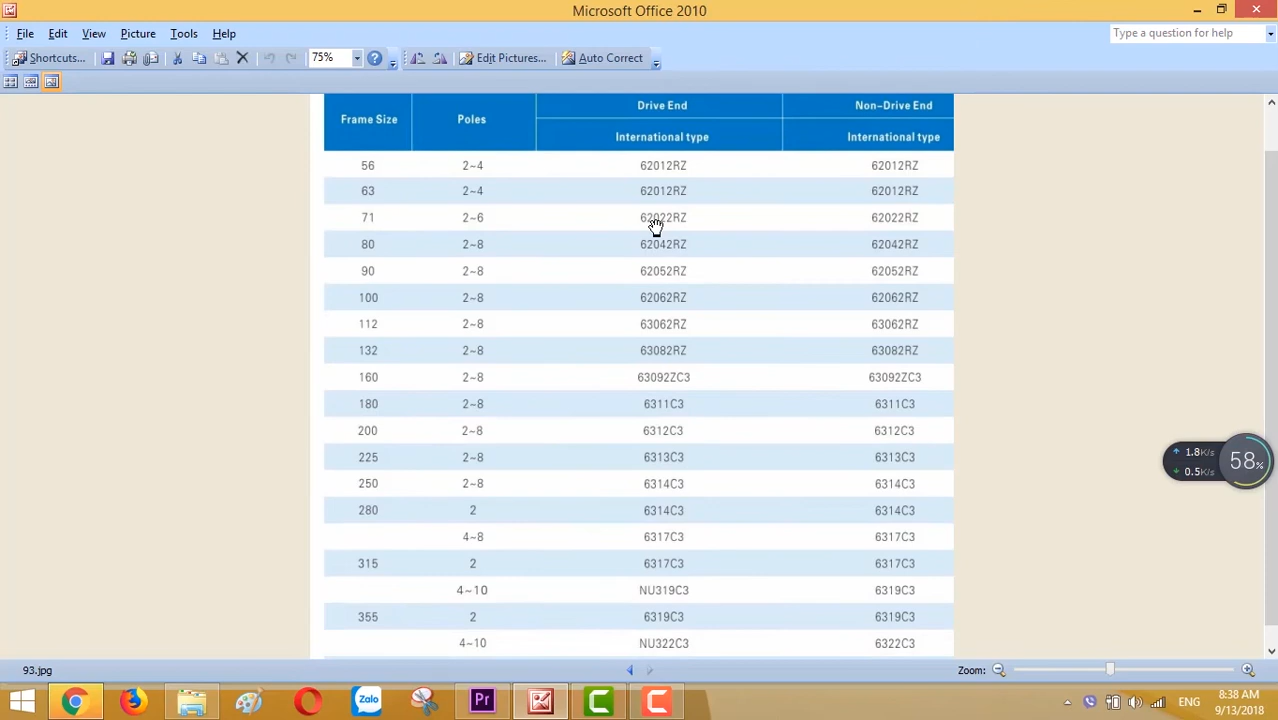 Microsoft Office 2010
File Edit View Picture Tools Help
Type a question for help
Shortcuts... 75% Edit Pictures... Auto Correct
Drive End Non-Drive End
Frame Size Poles
International type International type
56 2~4 62012RZ 62012RZ
63 2~4 62012RZ 62012RZ
71 2~6 62022RZ 62022RZ
80 2~8 62042RZ 62042RZ
90 2~8 62052RZ 62052RZ
100 2~8 62062RZ 62062RZ
112 2~8 63062RZ 63062RZ
132 2~8 63082RZ 63082RZ
160 2~8 63092ZC3 63092ZC3
180 2~8 6311C3 6311C3
200 2~8 6312C3 6312C3
225 2~8 6313C3 6313C3
250 2~8 6314C3 6314C3
280 2 6314C3 6314C3
4~8 6317C3 6317C3
315 2 6317C3 6317C3
4~10 NU319C3 6319C3
355 2 6319C3 6319C3
4~10 NU322C3 6322C3
1.8K/s
0.5K/s
58%
93.jpg
Zoom:
Zalo Pr C C
ENG
8:38 AM
9/13/2018